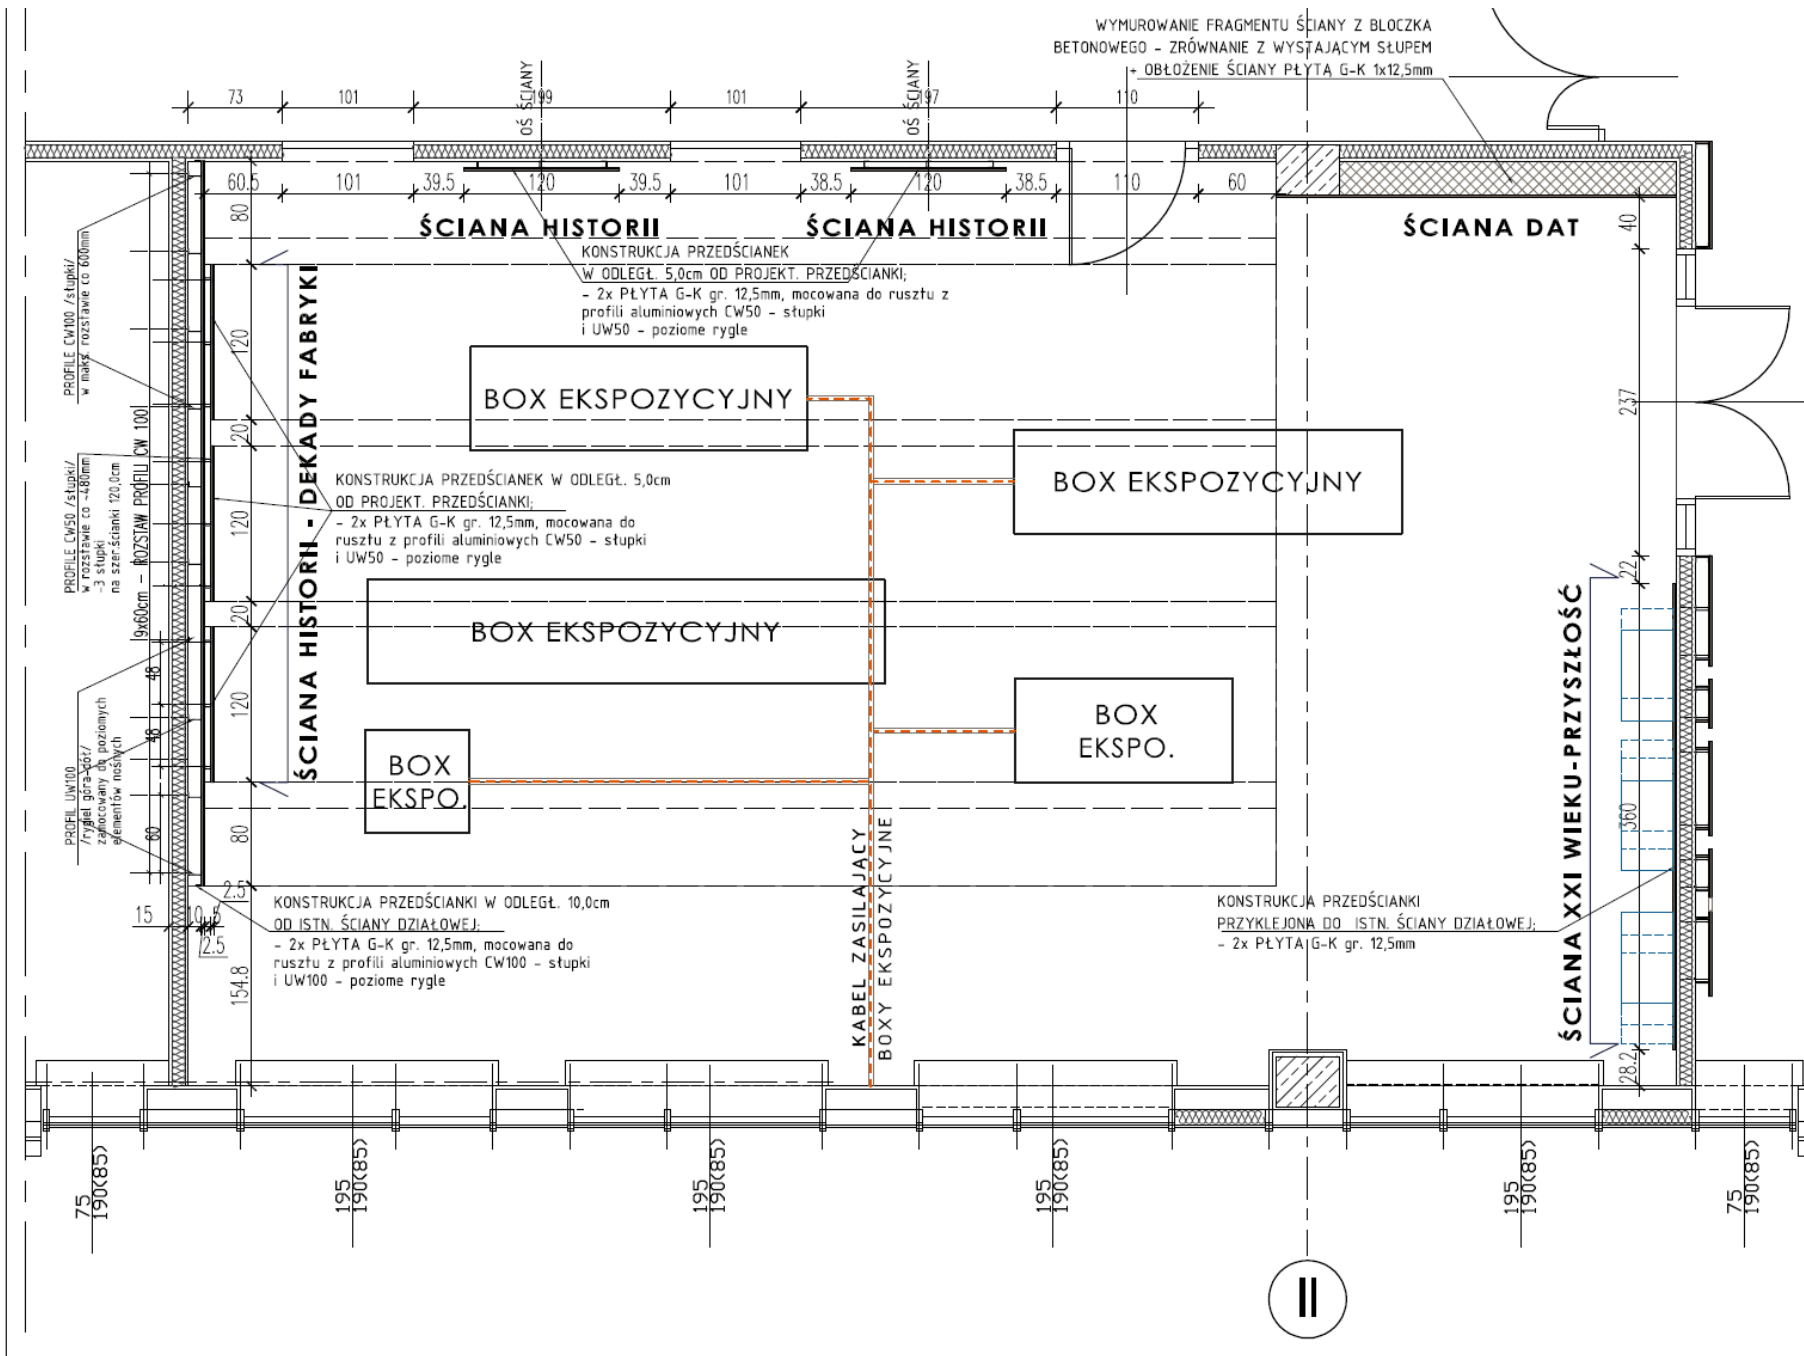 WYMUROWANIE FRAGMENTU ŚCIANY Z BLOCZKA
BETONOWEGO - ZRÓWNANIE Z WYSTAJĄCYM SŁUPEM
+ OBŁOŻENIE ŚCIANY PŁYTĄ G-K 1x12,5mm
OŚ ŚCIANY
OŚ ŚCIANY
73
101
199
101
197
110
60.5
101
39.5
120
39.5
101
38.5
120
38.5
110
60
ŚCIANA HISTORII
ŚCIANA HISTORII
ŚCIANA DAT
KONSTRUKCJA PRZEDŚCIANEK
W ODLEGŁ. 5,0cm OD PROJEKT. PRZEDŚCIANKI;
- 2x PŁYTA G-K gr. 12,5mm, mocowana do rusztu z
profili aluminiowych CW50 - słupki
i UW50 - poziome rygle
PROFILE CW100 /słupki/
w maks. rozstawie co 600mm
PROFILE CW50 /słupki/
w rozstawie co ~480mm
-3 słupki
na szer.ścianki 120,0cm
9x60cm - ROZSTAW PROFILI CW 100
PROFIL UW100
/rygiel góra-dół/
zamocowany do poziomych
elementów nośnych
48
48
60
80
120
20
120
20
120
80
2.5
154.8
15
10
5
2.5
ŚCIANA HISTORII - DEKADY FABRYKI
BOX EKSPOZYCYJNY
BOX EKSPOZYCYJNY
KONSTRUKCJA PRZEDŚCIANEK W ODLEGŁ. 5,0cm
OD PROJEKT. PRZEDŚCIANKI;
- 2x PŁYTA G-K gr. 12,5mm, mocowana do
rusztu z profili aluminiowych CW50 - słupki
i UW50 - poziome rygle
BOX EKSPOZYCYJNY
BOX
EKSPO.
BOX
EKSPO.
KABEL ZASILAJĄCY
BOXY EKSPOZYCYJNE
KONSTRUKCJA PRZEDŚCIANKI W ODLEGŁ. 10,0cm
OD ISTN. ŚCIANY DZIAŁOWEJ;
- 2x PŁYTA G-K gr. 12,5mm, mocowana do
rusztu z profili aluminiowych CW100 - słupki
i UW100 - poziome rygle
KONSTRUKCJA PRZEDŚCIANKI
PRZYKLEJONA DO ISTN. ŚCIANY DZIAŁOWEJ;
- 2x PŁYTA G-K gr. 12,5mm
ŚCIANA XXI WIEKU-PRZYSZŁOŚĆ
40
237
22
360
28.2
75
190(85)
195
190(85)
195
190(85)
195
190(85)
195
190(85)
75
190(85)
II